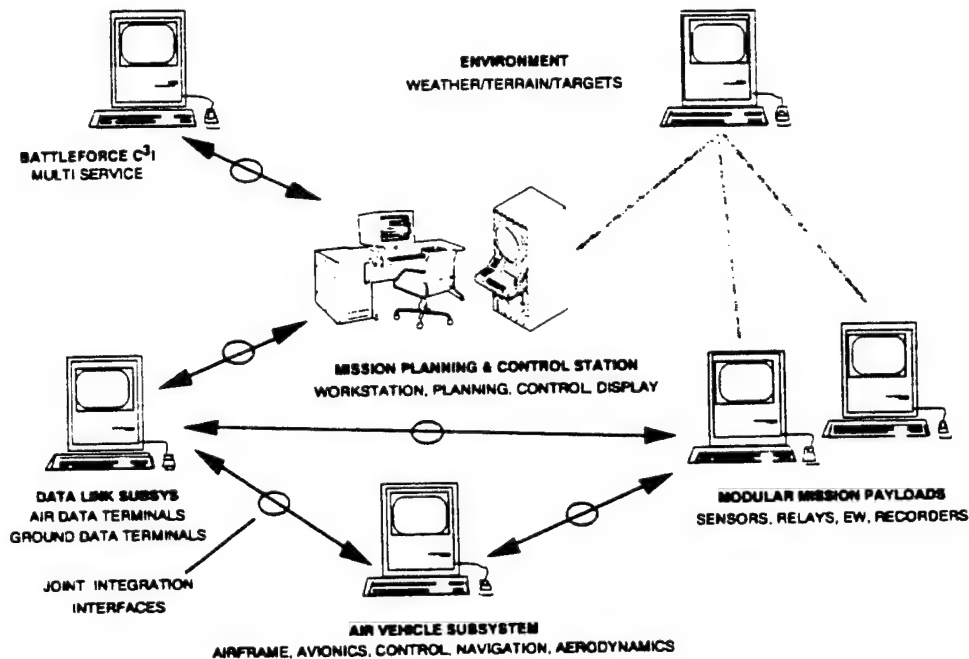 ENVIRONMENT
WEATHER/TERRAIN/TARGETS
BATTLEFORCE C³I
MULTI SERVICE
MISSION PLANNING & CONTROL STATION
WORKSTATION, PLANNING, CONTROL, DISPLAY
DATA LINK SUBSYS
AIR DATA TERMINALS
GROUND DATA TERMINALS
MODULAR MISSION PAYLOADS
SENSORS, RELAYS, EW, RECORDERS
JOINT INTEGRATION
INTERFACES
AIR VEHICLE SUBSYSTEM
AIRFRAME, AVIONICS, CONTROL, NAVIGATION, AERODYNAMICS